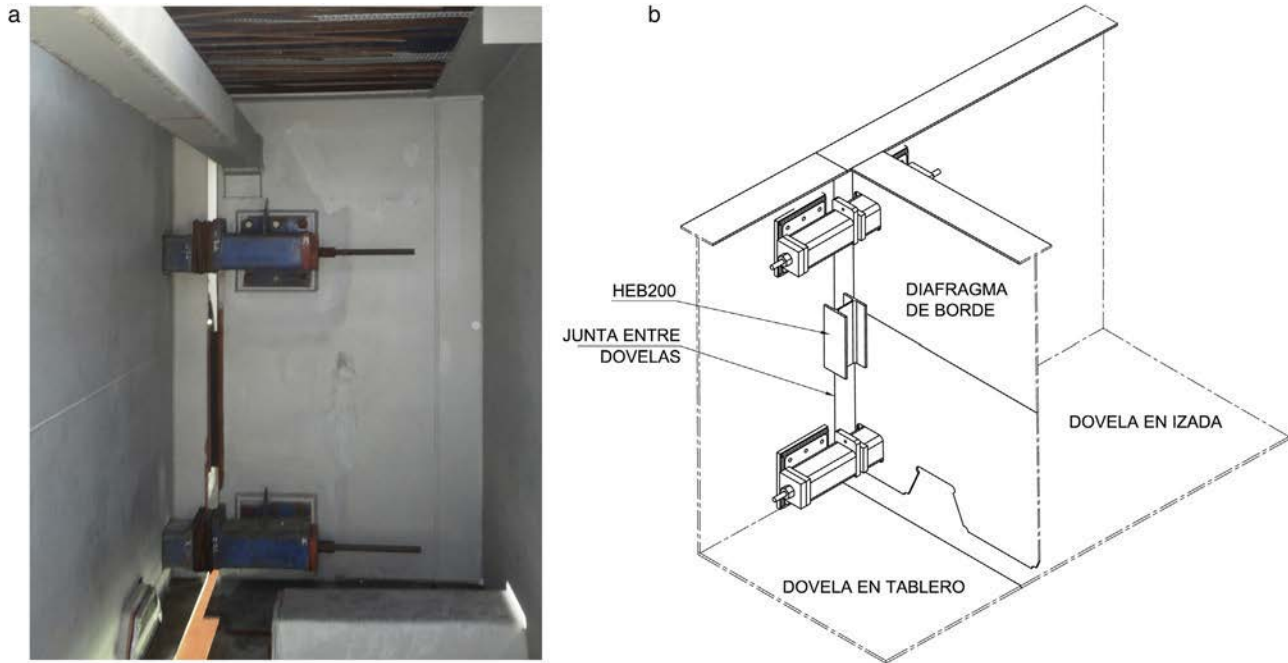 a
b
HEB200
JUNTA ENTRE
DOVELAS
DIAFRAGMA
DE BORDE
DOVELA EN IZADA
DOVELA EN TABLERO